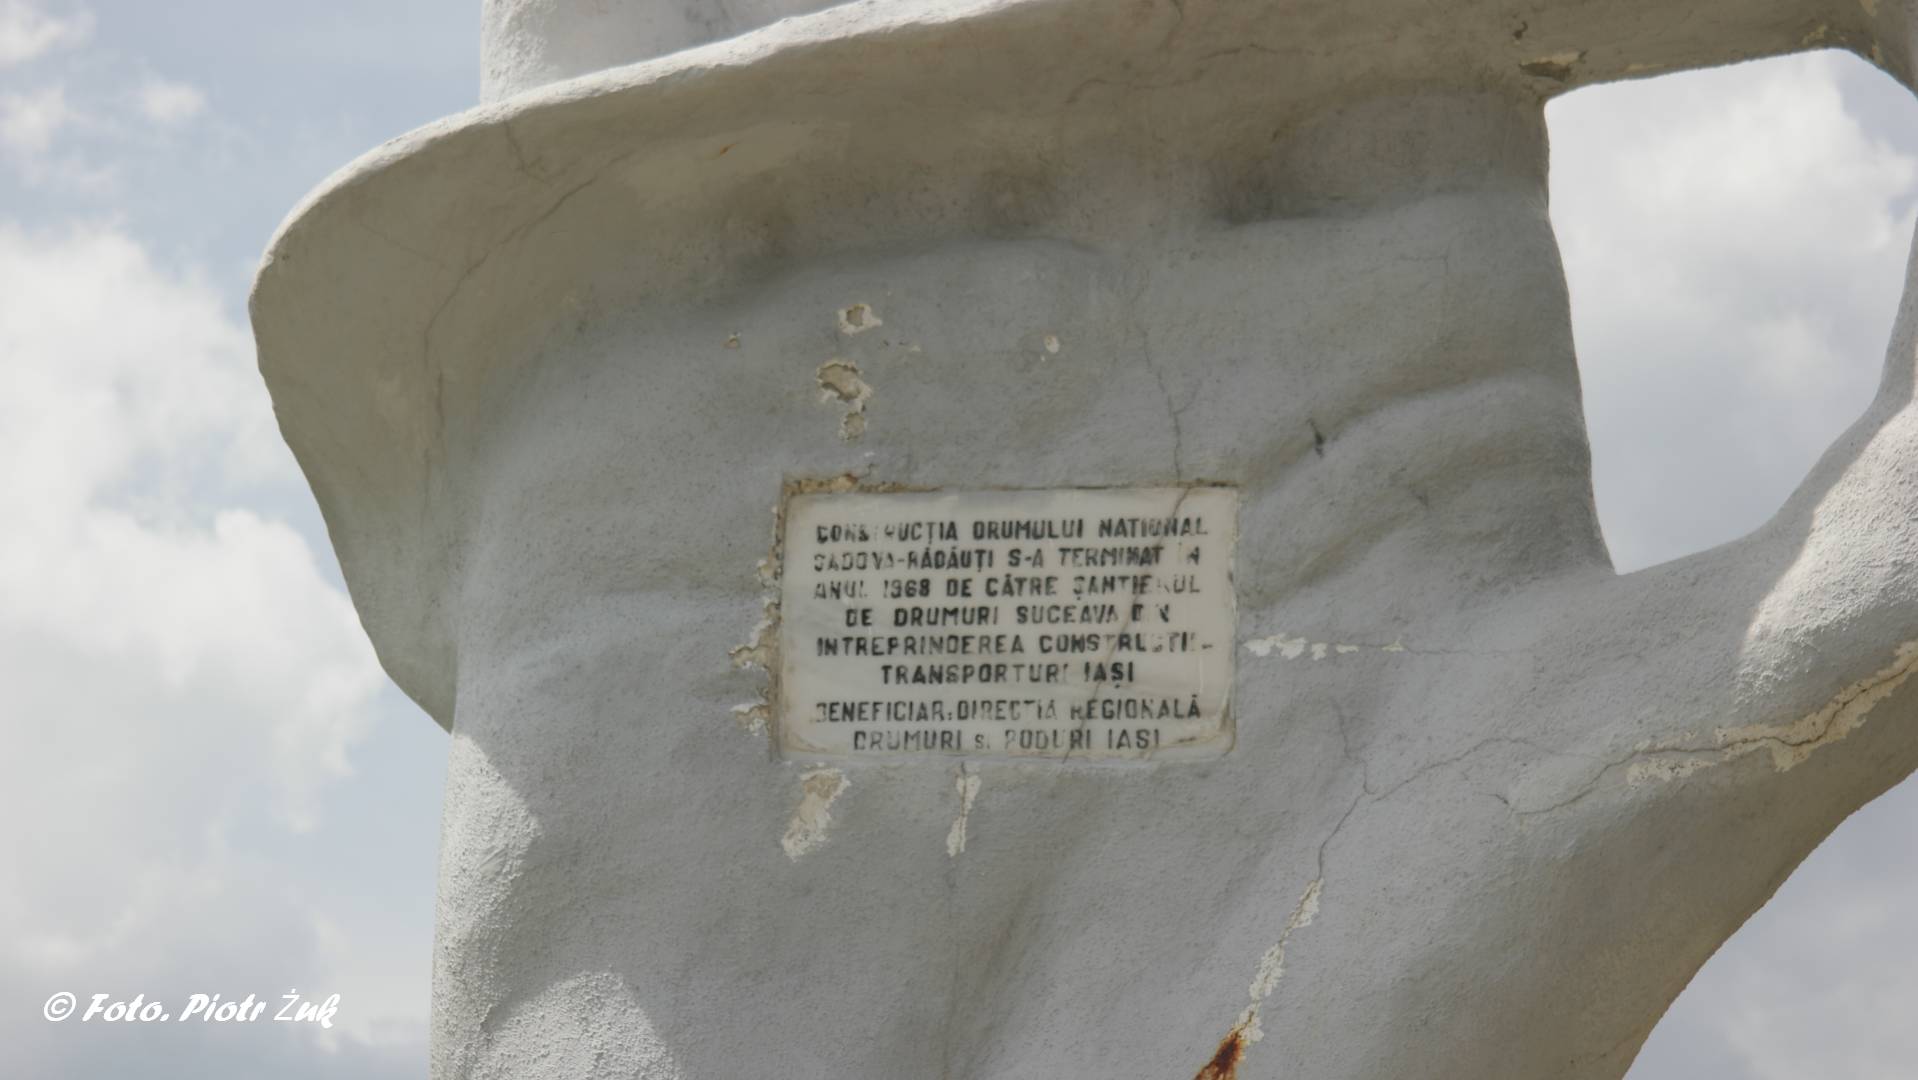 CONSTRUCȚIA DRUMULUI NAȚIONAL
SADOVA-RĂDĂUȚI S-A TERMINAT ÎN
ANUL 1968 DE CĂTRE ȘANTIERUL
DE DRUMURI SUCEAVA DIN
INTREPRINDEREA CONSTRUCTII-
TRANSPORTURI IAȘI
BENEFICIAR: DIRECȚIA REGIONALĂ
DRUMURI și PODURI IAȘI
© Foto. Piotr Żuk